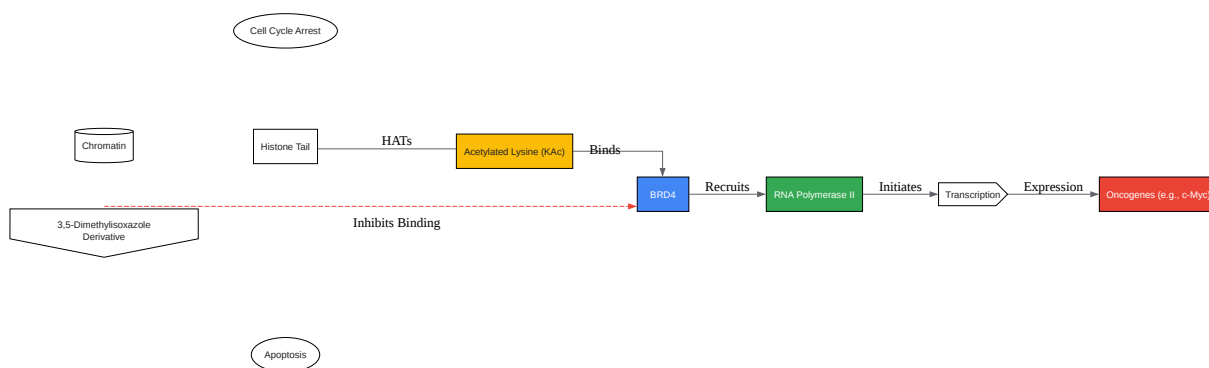 Cell Cycle Arrest
Chromatin
Histone Tail
HATs
Acetylated Lysine (KAc)
Binds
BRD4
Recruits
RNA Polymerase II
Initiates
Transcription
Expression
Oncogenes (e.g., c-Myc)
3,5-Dimethylisoxazole
Derivative
Inhibits Binding
Apoptosis